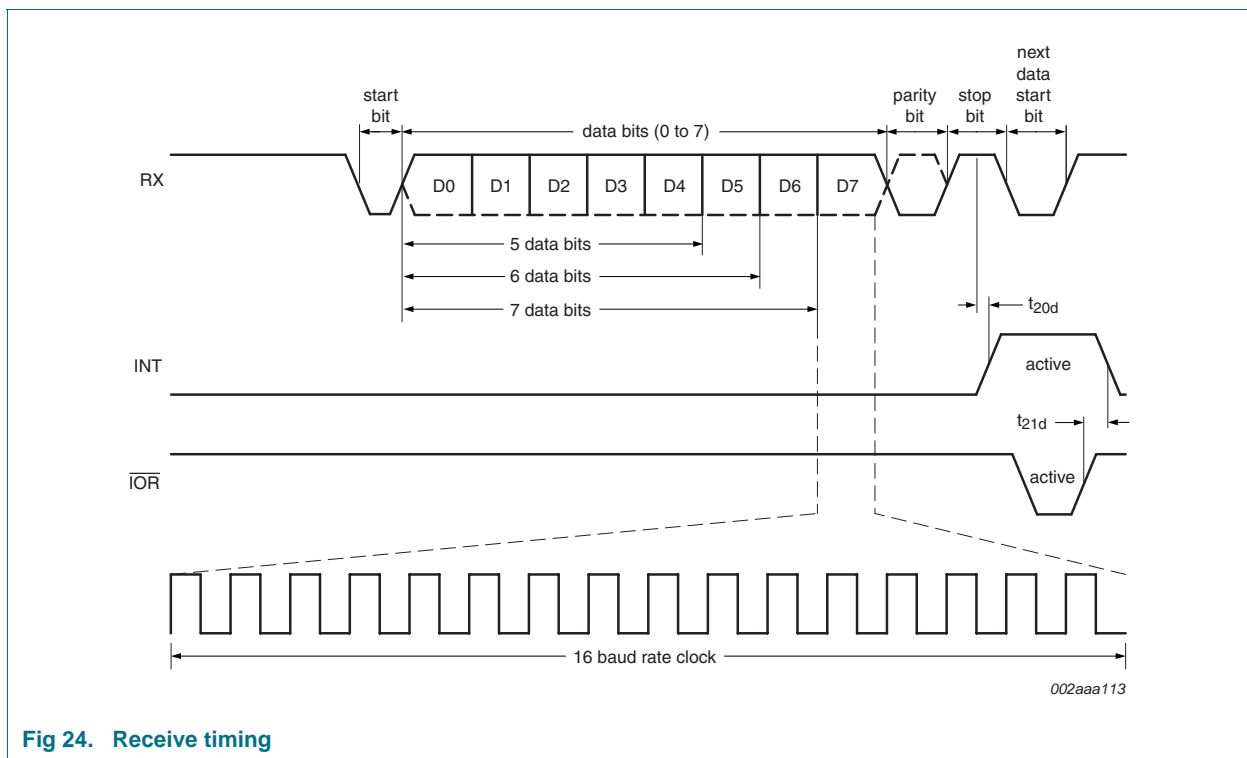 next
data
start
bit
start
bit
parity
bit
stop
bit
data bits (0 to 7)
RX
D0 D1 D2 D3 D4 D5 D6 D7
5 data bits
6 data bits
7 data bits
t20d
INT
active
t21d
IOR
active
16 baud rate clock
002aaa113
Fig 24. Receive timing